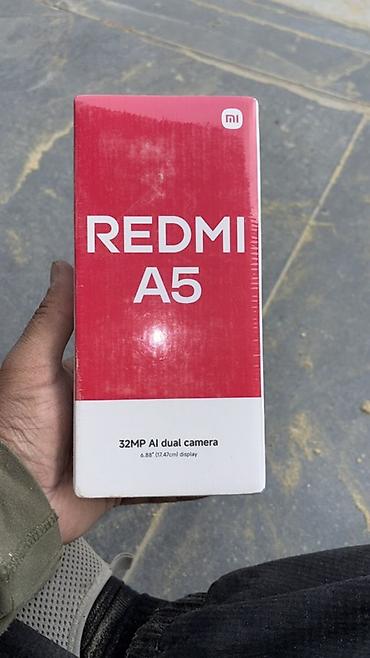 mi
REDMI
A5
32MP AI dual camera
6.88" (17.47cm) display